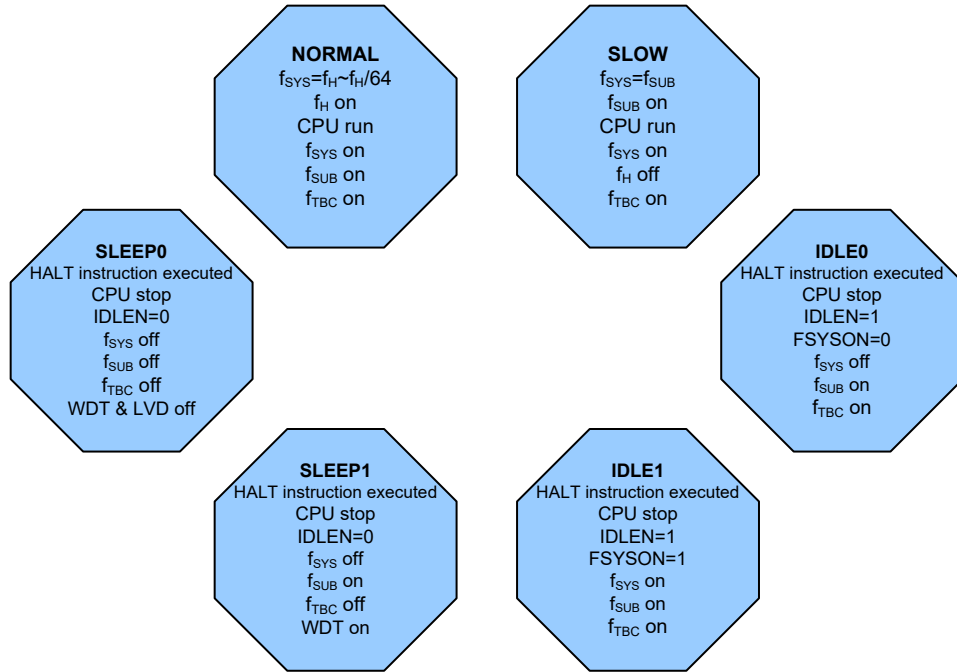 NORMAL
fSYS=fH~fH/64
fH on
CPU run
fSYS on
fSUB on
fTBC on
SLOW
fSYS=fSUB
fSUB on
CPU run
fSYS on
fH off
fTBC on
SLEEP0
HALT instruction executed
CPU stop
IDLEN=0
fSYS off
fSUB off
fTBC off
WDT & LVD off
IDLE0
HALT instruction executed
CPU stop
IDLEN=1
FSYSON=0
fSYS off
fSUB on
fTBC on
SLEEP1
HALT instruction executed
CPU stop
IDLEN=0
fSYS off
fSUB on
fTBC off
WDT on
IDLE1
HALT instruction executed
CPU stop
IDLEN=1
FSYSON=1
fSYS on
fSUB on
fTBC on